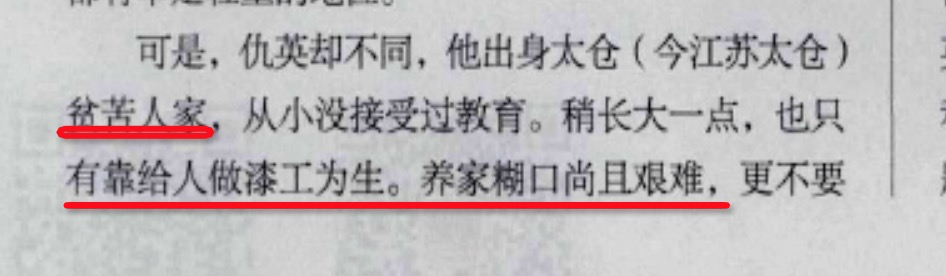 可是，仇英却不同，他出身太仓（今江苏太仓）
贫苦人家，从小没接受过教育。稍长大一点，也只
有靠给人做漆工为生。养家糊口尚且艰难，更不要